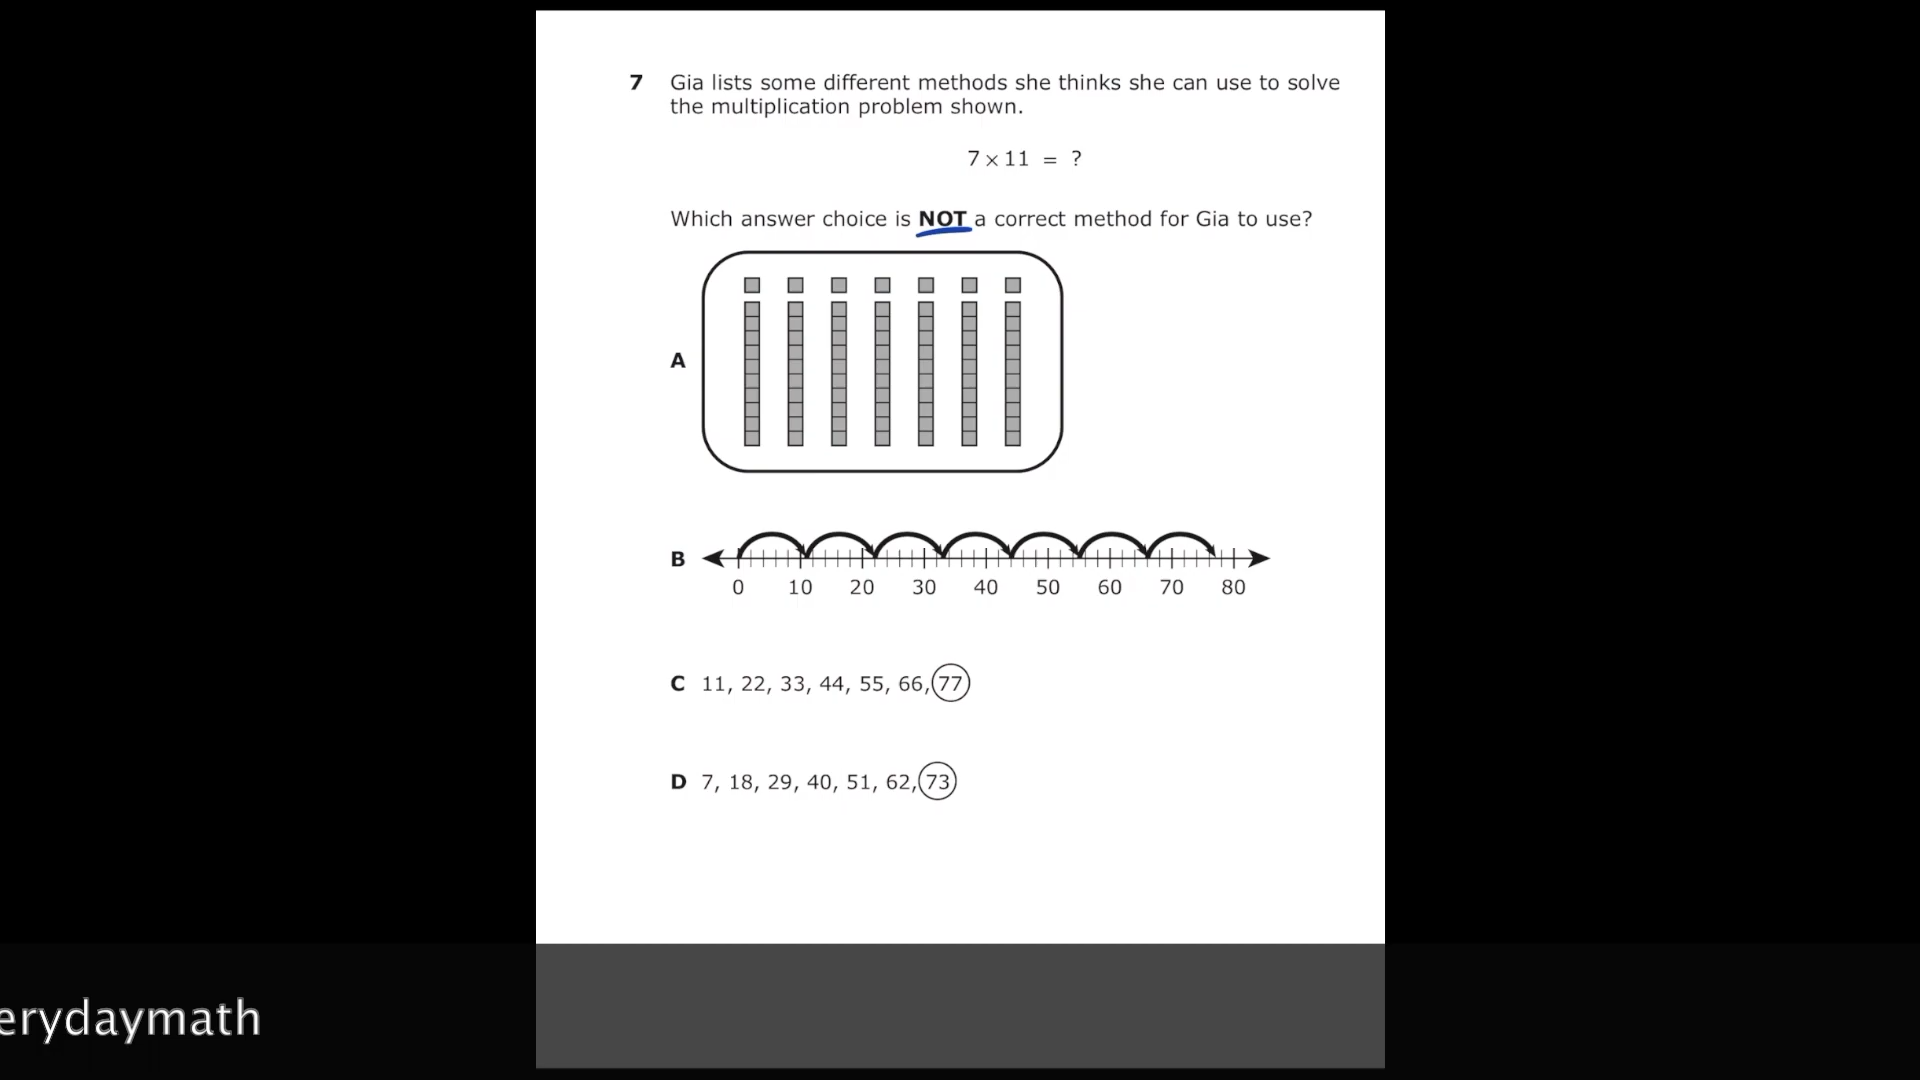 7 Gia lists some different methods she thinks she can use to solve
the multiplication problem shown.
7 × 11 = ?
Which answer choice is NOT a correct method for Gia to use?
A
B
0 10 20 30 40 50 60 70 80
C 11, 22, 33, 44, 55, 66, 77
D 7, 18, 29, 40, 51, 62, 73
erydaymath